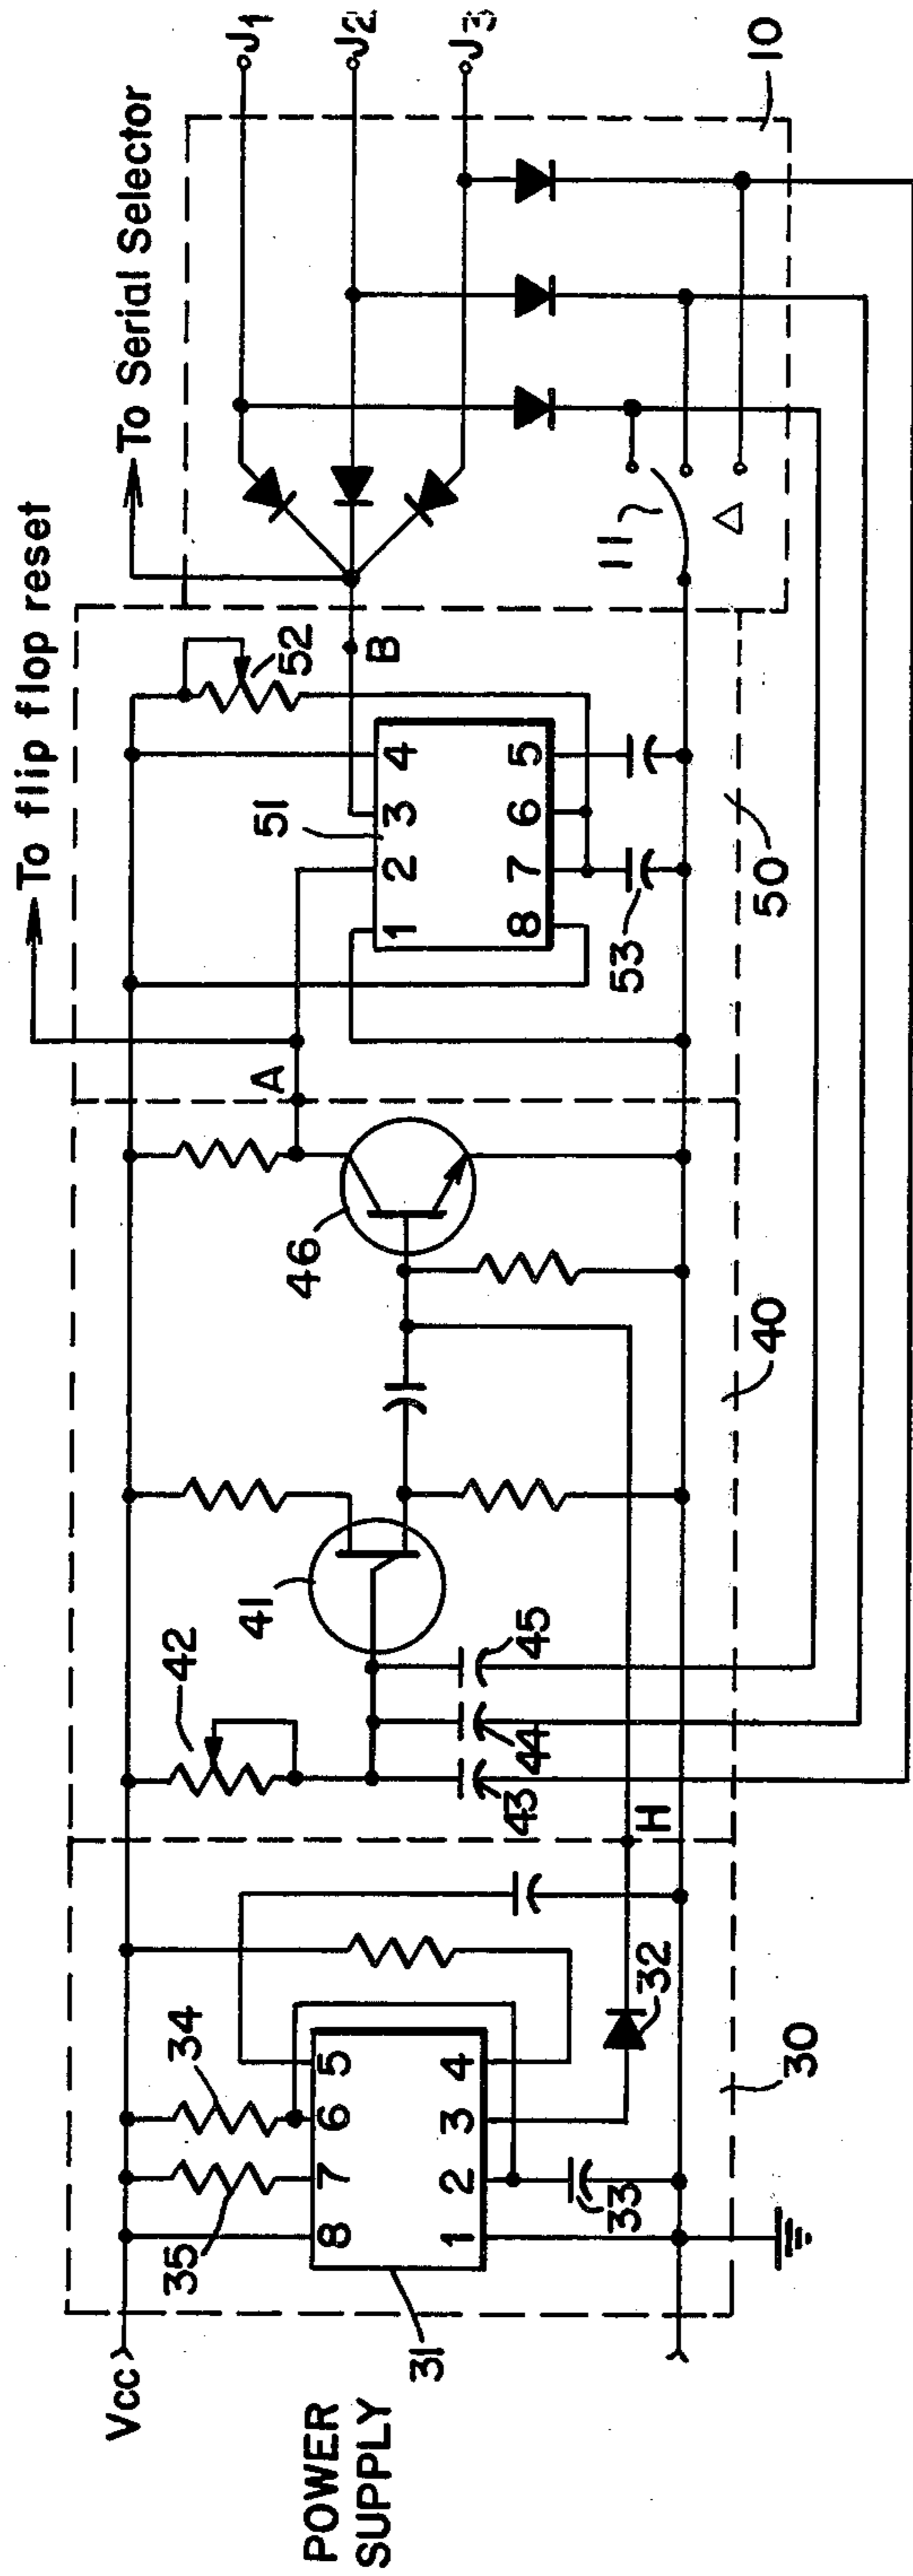 To flip flop reset
To Serial Selector
J1
J2
J3
10
11
Vcc
POWER
SUPPLY
35
34
8 7 6 5
1 2 3 4
31
33
32
30
H
42
41
43
44
45
46
40
A
51
1 2 3 4
8 7 6 5
52
53
B
50